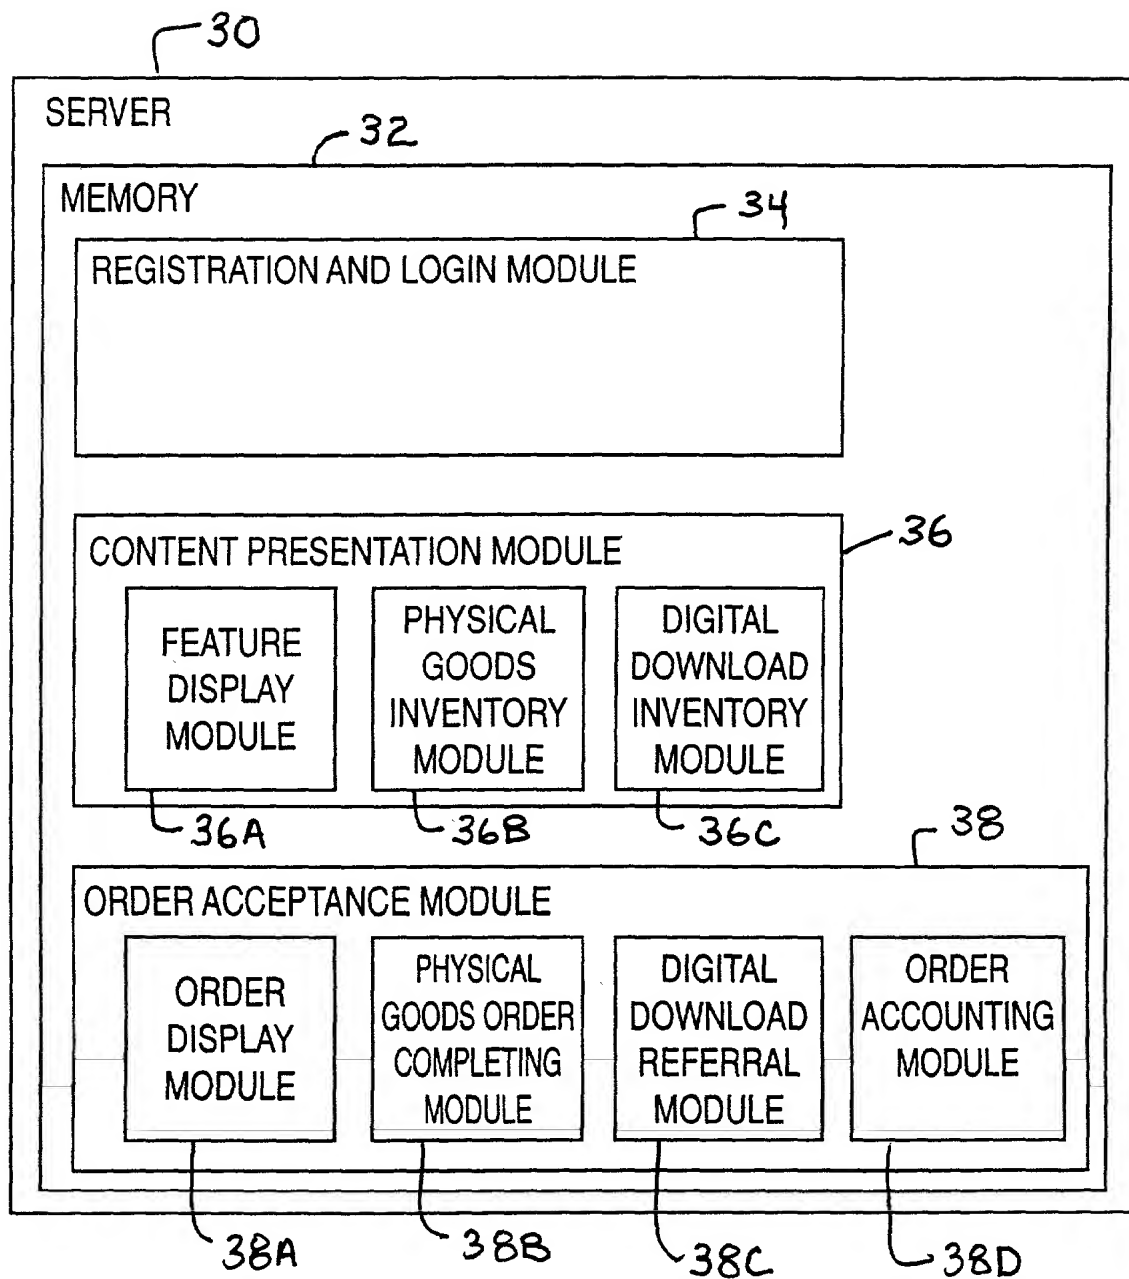 30
SERVER
32
MEMORY
34
REGISTRATION AND LOGIN MODULE
36
CONTENT PRESENTATION MODULE
FEATURE
DISPLAY
MODULE
PHYSICAL
GOODS
INVENTORY
MODULE
DIGITAL
DOWNLOAD
INVENTORY
MODULE
36A
36B
36C
38
ORDER ACCEPTANCE MODULE
ORDER
DISPLAY
MODULE
PHYSICAL
GOODS ORDER
COMPLETING
MODULE
DIGITAL
DOWNLOAD
REFERRAL
MODULE
ORDER
ACCOUNTING
MODULE
38A
38B
38C
38D